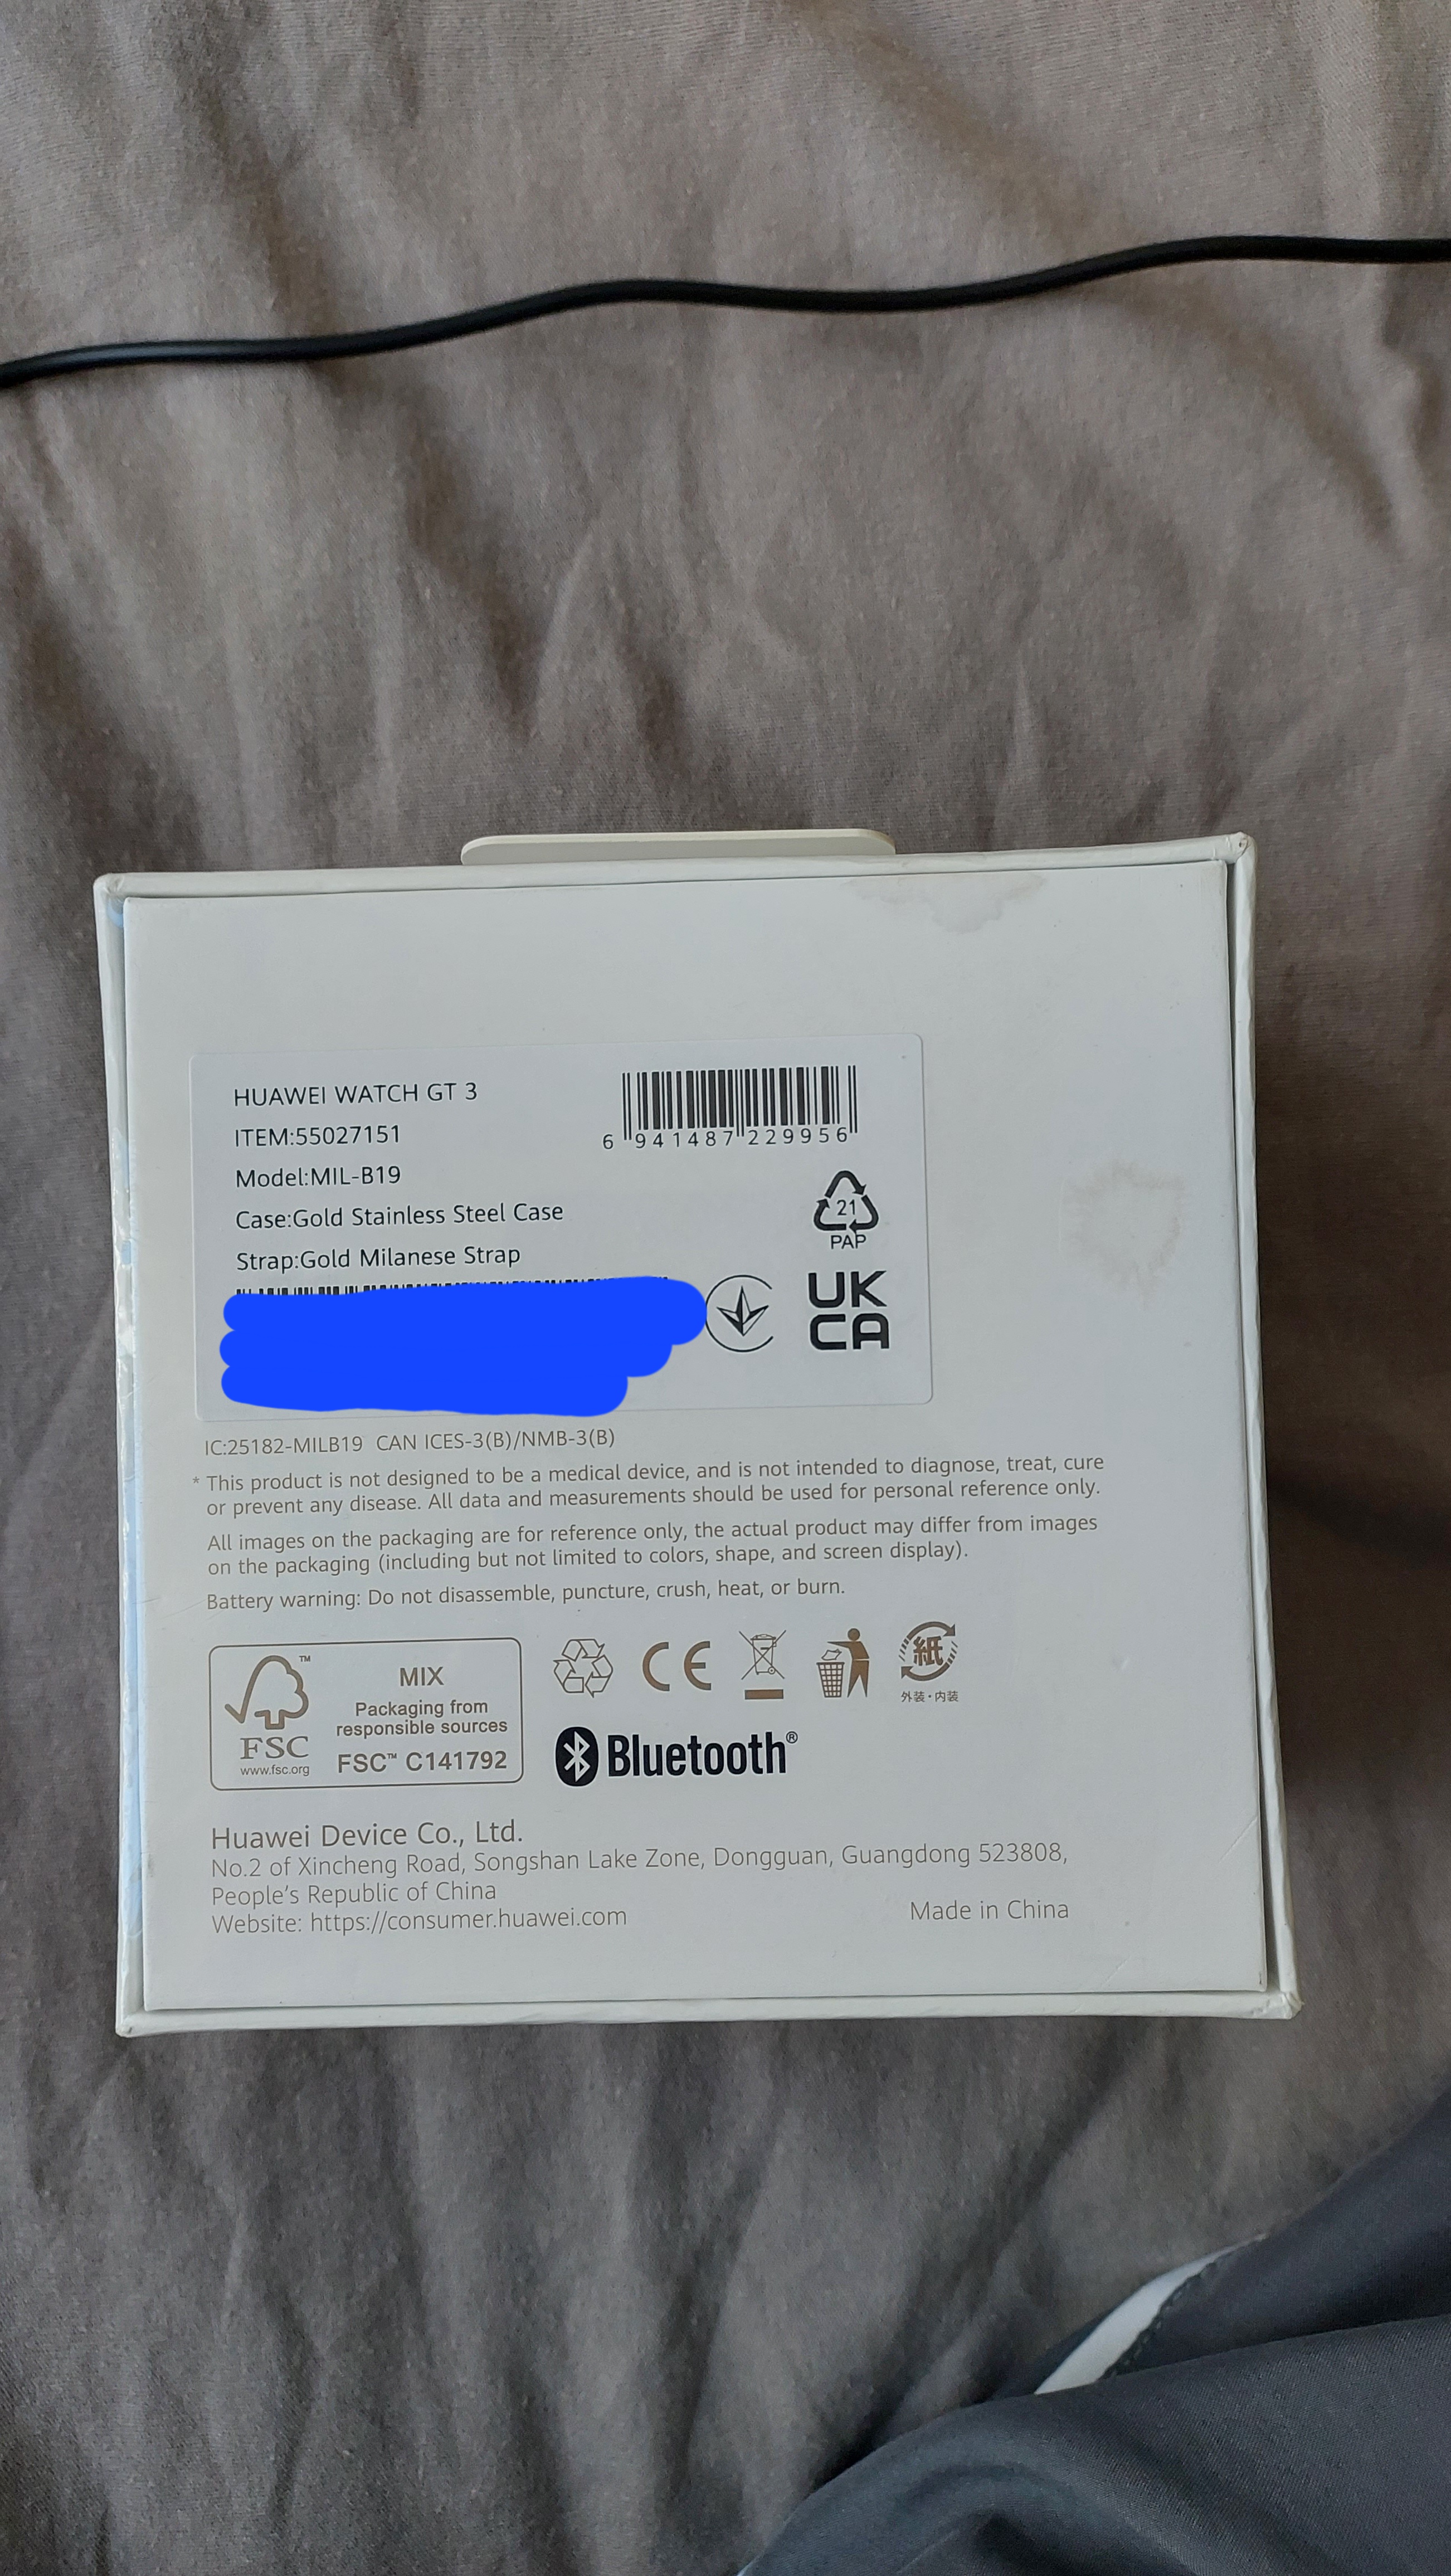 HUAWEI WATCH GT 3
ITEM:55027151
Model:MIL-B19
Case:Gold Stainless Steel Case
Strap:Gold Milanese Strap
6 941487 229956
21
PAP
UK
CA
IC:25182-MILB19 CAN ICES-3(B)/NMB-3(B)
* This product is not designed to be a medical device, and is not intended to diagnose, treat, cure
or prevent any disease. All data and measurements should be used for personal reference only.
All images on the packaging are for reference only, the actual product may differ from images
on the packaging (including but not limited to colors, shape, and screen display).
Battery warning: Do not disassemble, puncture, crush, heat, or burn.
™
FSC
www.fsc.org
MIX
Packaging from
responsible sources
FSC™ C141792
CE
紙
外装・内装
Bluetooth®
Huawei Device Co., Ltd.
No.2 of Xincheng Road, Songshan Lake Zone, Dongguan, Guangdong 523808,
People's Republic of China
Website: https://consumer.huawei.com
Made in China